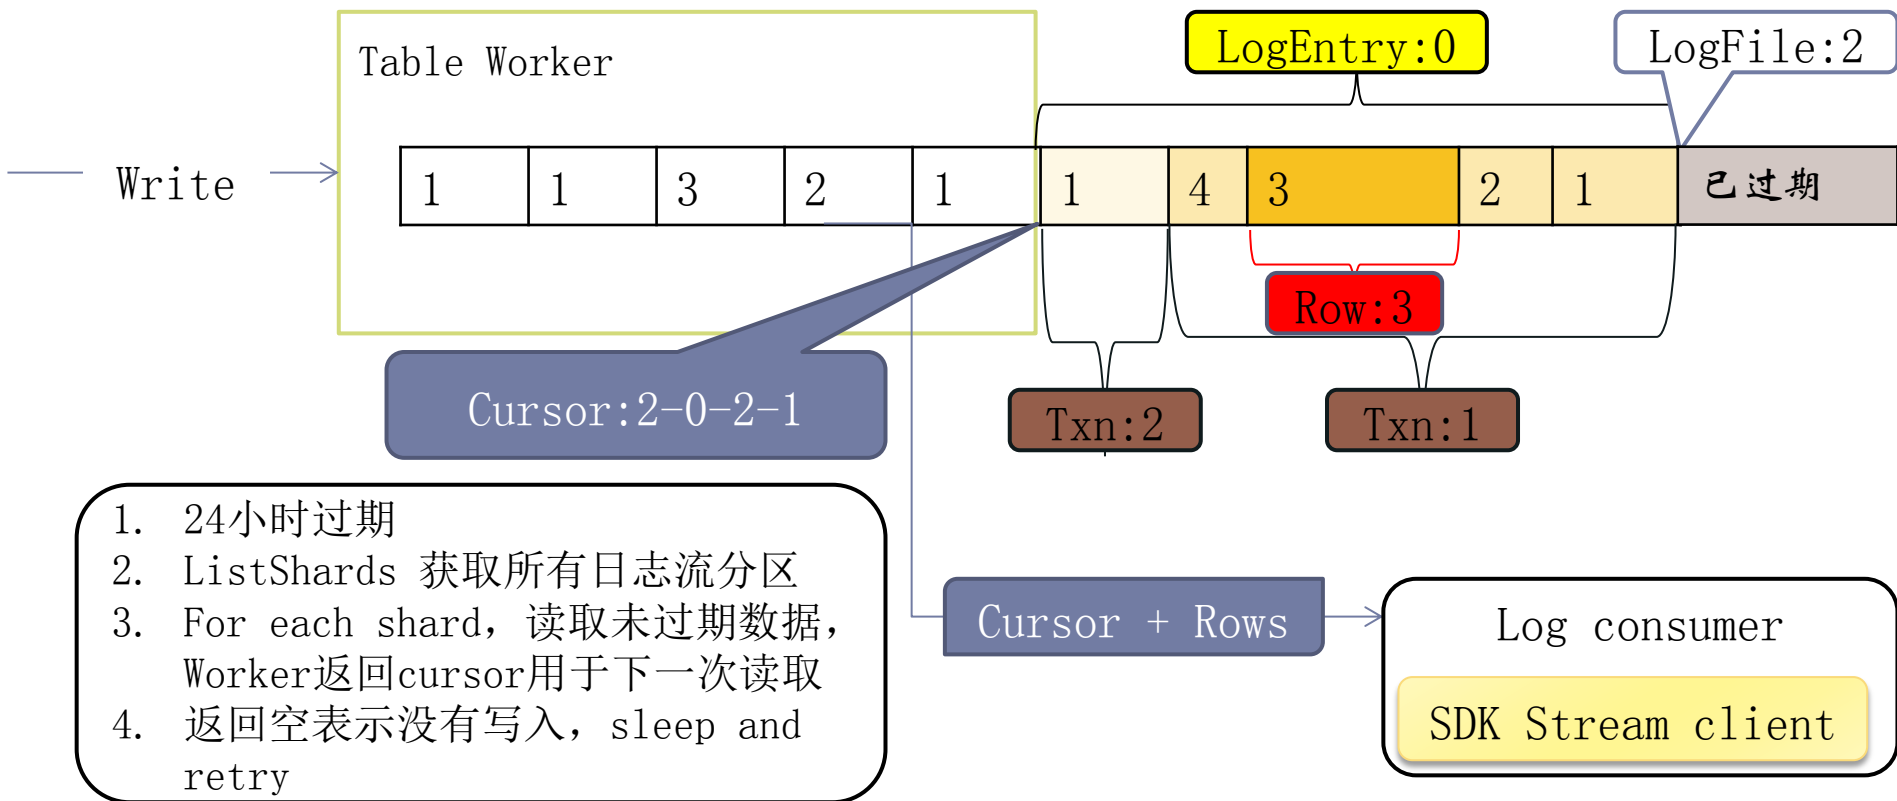 LogEntry:0
LogFile:2
Table Worker
Write
1 1 3 2 1 1 4 3 2 1 已过期
Row:3
Cursor:2-0-2-1
Txn:2
Txn:1
1. 24小时过期
2. ListShards 获取所有日志流分区
3. For each shard，读取未过期数据，
Worker返回cursor用于下一次读取
4. 返回空表示没有写入，sleep and
retry
Cursor + Rows
Log consumer
SDK Stream client